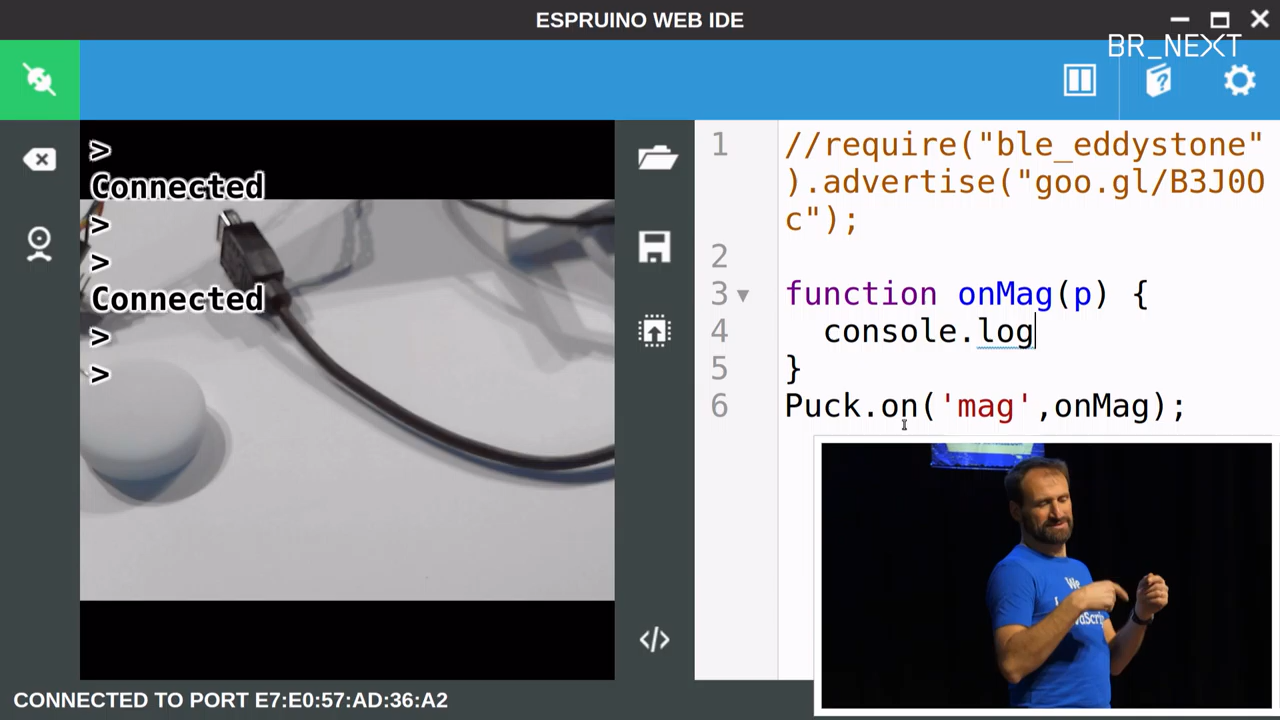 ESPRUINO WEB IDE
BR_NEXT
>
Connected
>
>
Connected
>
>
1 //require("ble_eddystone"
).advertise("goo.gl/B3J0O
c");
2
3 function onMag(p) {
4 console.log
5 }
6 Puck.on('mag',onMag);
We
CONNECTED TO PORT E7:E0:57:AD:36:A2